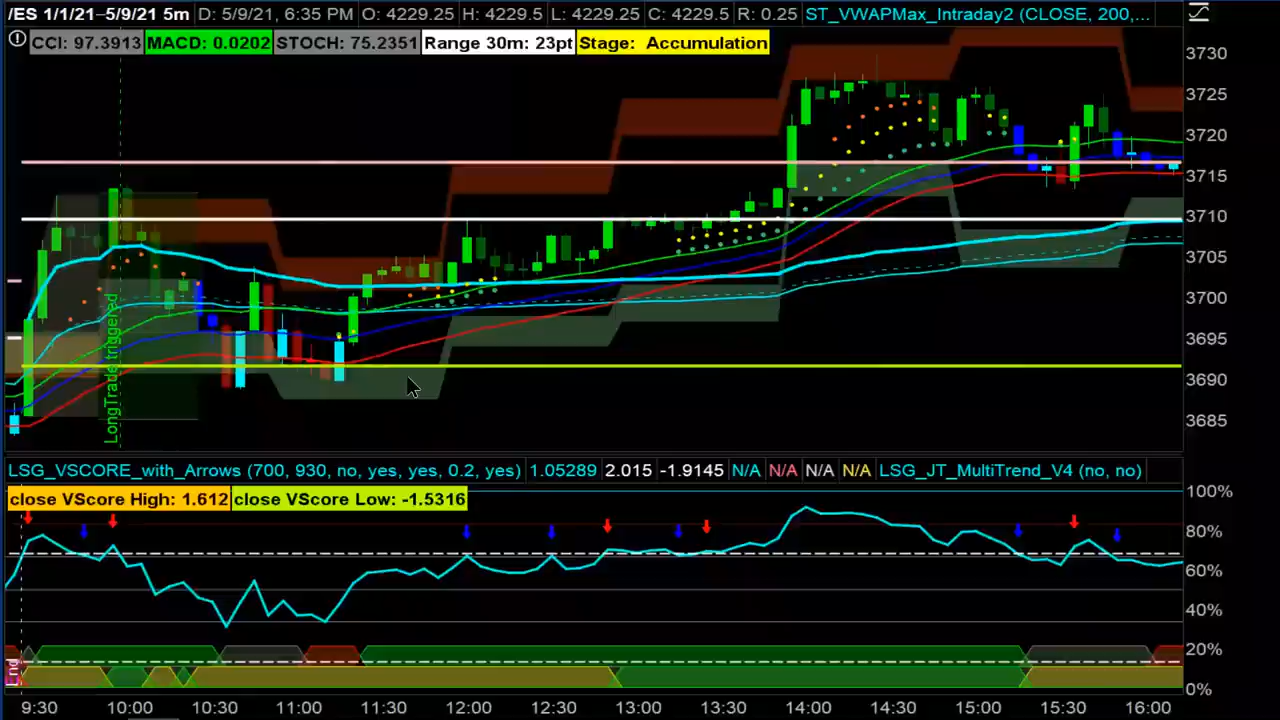 /ES 1/1/21–5/9/21 5m D: 5/9/21, 6:35 PM O: 4229.25 H: 4229.5 L: 4229.25 C: 4229.5 R: 0.25 ST_VWAPMax_Intraday2 (CLOSE, 200,...
CCI: 97.3913 MACD: 0.0202 STOCH: 75.2351 Range 30m: 23pt Stage: Accumulation
3730
3725
3720
3715
3710
3705
3700
3695
3690
3685
LongTrade triggered
LSG_VSCORE_with_Arrows (700, 930, no, yes, yes, 0.2, yes) 1.05289 2.015 -1.9145 N/A N/A N/A N/A LSG_JT_MultiTrend_V4 (no, no)
close VScore High: 1.612 close VScore Low: -1.5316
100%
80%
60%
40%
20%
0%
9:30 10:00 10:30 11:00 11:30 12:00 12:30 13:00 13:30 14:00 14:30 15:00 15:30 16:00